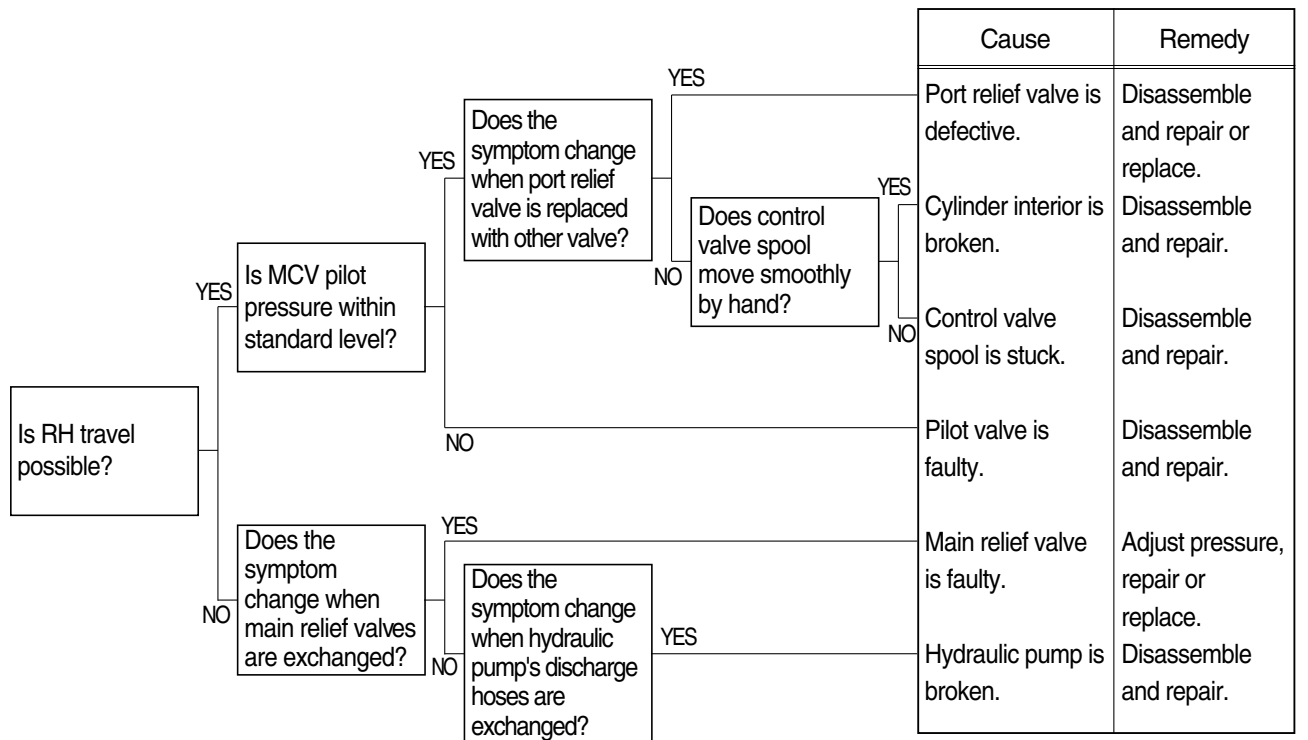 Is RH travel
possible?
YES
NO
Is MCV pilot
pressure within
standard level?
YES
NO
Does the
symptom change
when port relief
valve is replaced
with other valve?
YES
NO
Does control
valve spool
move smoothly
by hand?
YES
NO
Does the
symptom
change when
main relief valves
are exchanged?
YES
NO
Does the
symptom change
when hydraulic
pump's discharge
hoses are
exchanged?
YES
Cause
Remedy
Port relief valve is
defective.
Disassemble
and repair or
replace.
Cylinder interior is
broken.
Disassemble
and repair.
Control valve
spool is stuck.
Disassemble
and repair.
Pilot valve is
faulty.
Disassemble
and repair.
Main relief valve
is faulty.
Adjust pressure,
repair or
replace.
Hydraulic pump is
broken.
Disassemble
and repair.